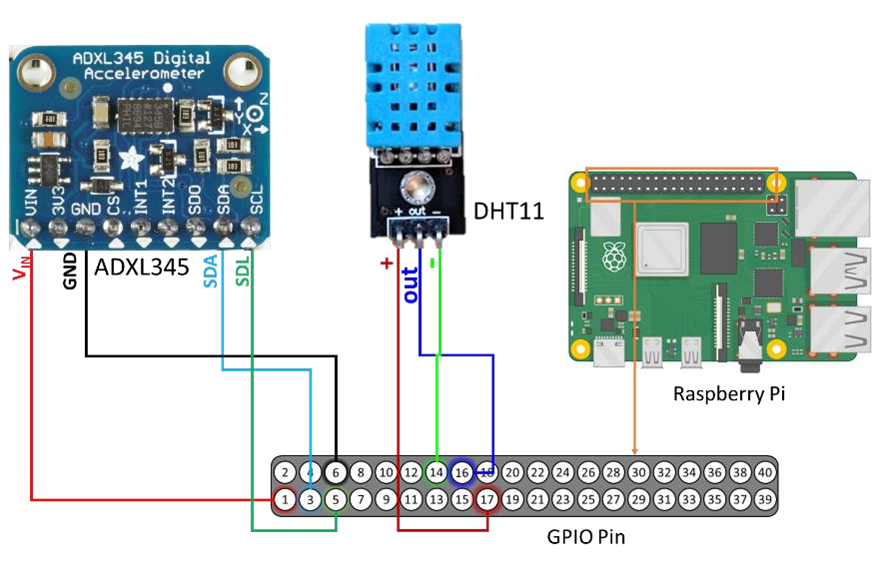 ADXL345 Digital
Accelerometer
VIN 3V3 GND CS INT1 INT2 SDO SDA SCL
VIN GND SDA SDL
ADXL345
+ out -
DHT11
+ out -
Raspberry Pi
2 4 6 8 10 12 14 16 18 20 22 24 26 28 30 32 34 36 38 40
1 3 5 7 9 11 13 15 17 19 21 23 25 27 29 31 33 35 37 39
GPIO Pin